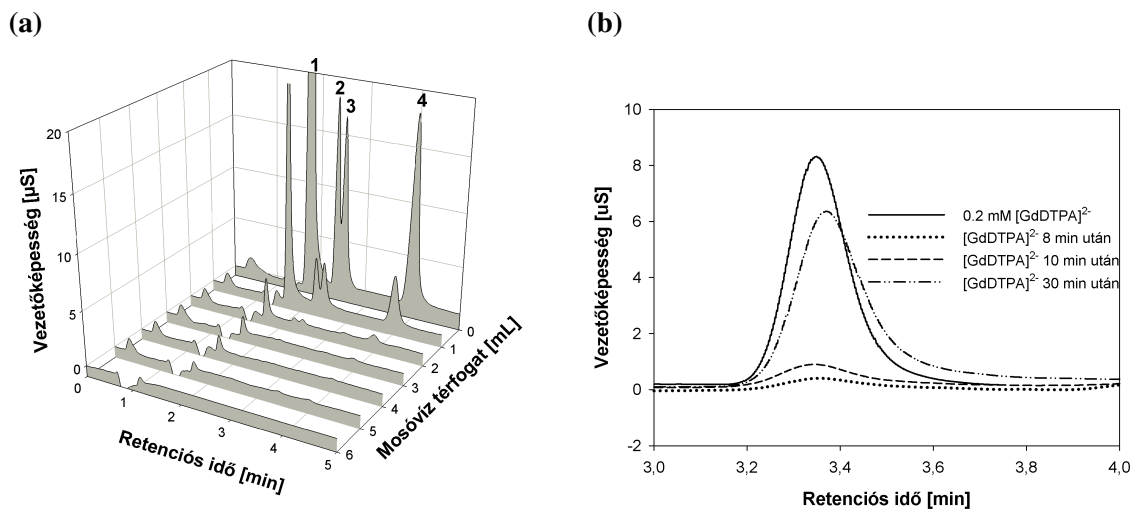 (a)
1
2
3
4
20
15
10
5
0
Vezetőképesség [µS]
0
1
2
3
4
5
Retenciós idő [min]
0
1
2
3
4
5
6
Mosóvíz térfogat [mL]
(b)
10
8
6
4
2
0
-2
Vezetőképesség [uS]
0.2 mM [GdDTPA]2-
[GdDTPA]2- 8 min után
[GdDTPA]2- 10 min után
[GdDTPA]2- 30 min után
3,0 3,2 3,4 3,6 3,8 4,0
Retenciós idő [min]